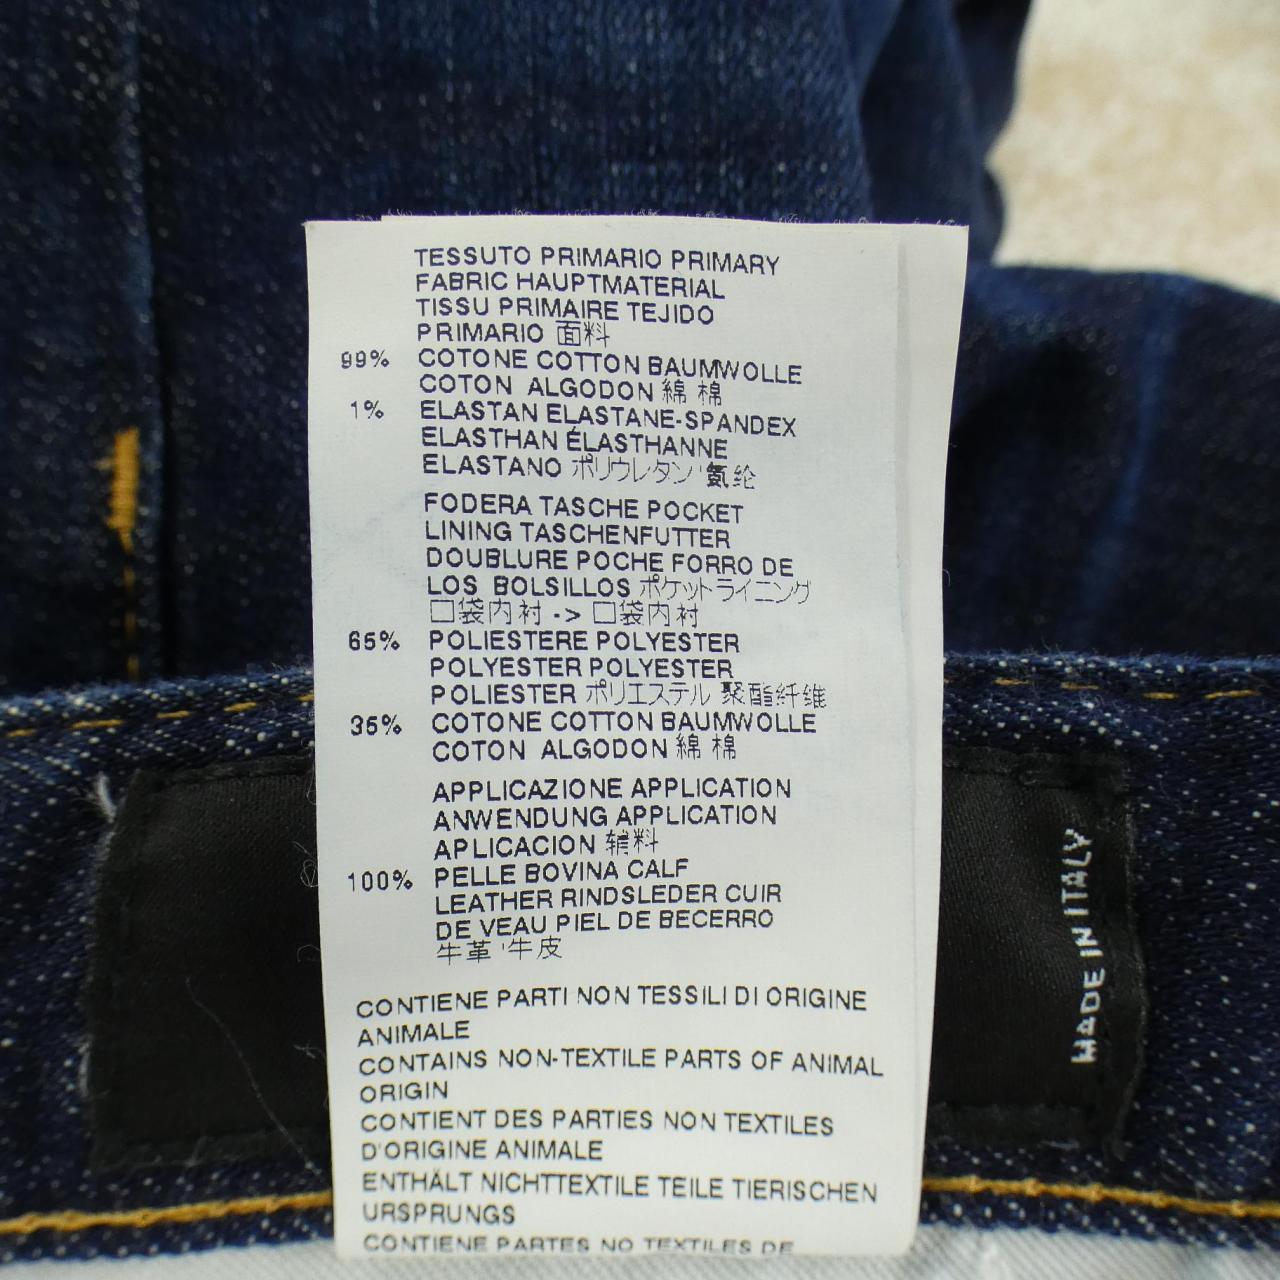 TESSUTO PRIMARIO PRIMARY
FABRIC HAUPTMATERIAL
TISSU PRIMAIRE TEJIDO
PRIMARIO 面料
99% COTONE COTTON BAUMWOLLE
COTON ALGODON 綿 棉
1% ELASTAN ELASTANE-SPANDEX
ELASTHAN ÉLASTHANNE
ELASTANO ポリウレタン'氨纶
FODERA TASCHE POCKET
LINING TASCHENFUTTER
DOUBLURE POCHE FORRO DE
LOS BOLSILLOS ポケットライニング
口袋内衬 -> 口袋内衬
65% POLIESTERE POLYESTER
POLYESTER POLYESTER
POLIESTER ポリエステル 聚酯纤维
35% COTONE COTTON BAUMWOLLE
COTON ALGODON 綿 棉
APPLICAZIONE APPLICATION
ANWENDUNG APPLICATION
APLICACION 辅料
100% PELLE BOVINA CALF
LEATHER RINDSLEDER CUIR
DE VEAU PIEL DE BECERRO
牛革'牛皮
CONTIENE PARTI NON TESSILI DI ORIGINE
ANIMALE
CONTAINS NON-TEXTILE PARTS OF ANIMAL
ORIGIN
CONTIENT DES PARTIES NON TEXTILES
D'ORIGINE ANIMALE
ENTHÄLT NICHTTEXTILE TEILE TIERISCHEN
URSPRUNGS
CONTIENE PARTES NO TEXTILES DE
MADE IN ITALY